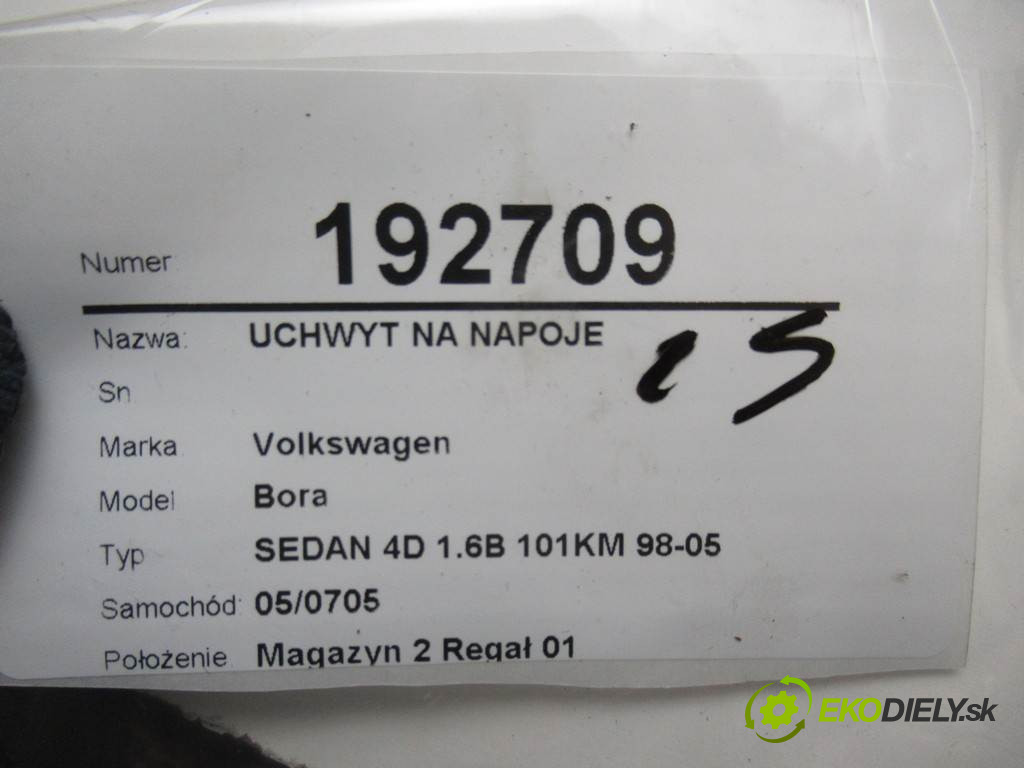 Numer 192709
Nazwa: UCHWYT NA NAPOJE
Sn
Marka Volkswagen
Model Bora
Typ SEDAN 4D 1.6B 101KM 98-05
Samochód: 05/0705
Położenie Magazyn 2 Regał 01
EKODIELY.sk